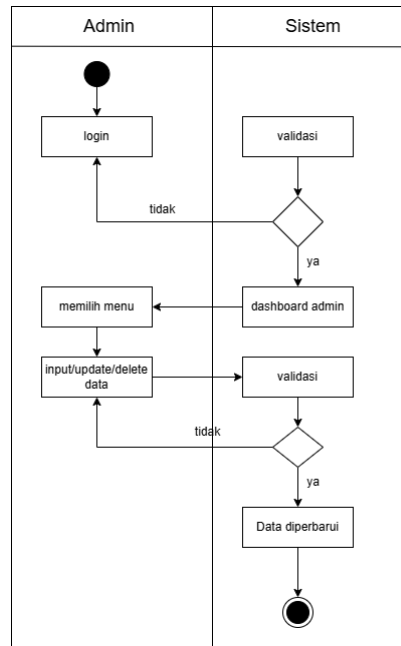 Admin
Sistem
login
validasi
tidak
ya
memilih menu
dashboard admin
input/update/delete
data
validasi
tidak
ya
Data diperbarui